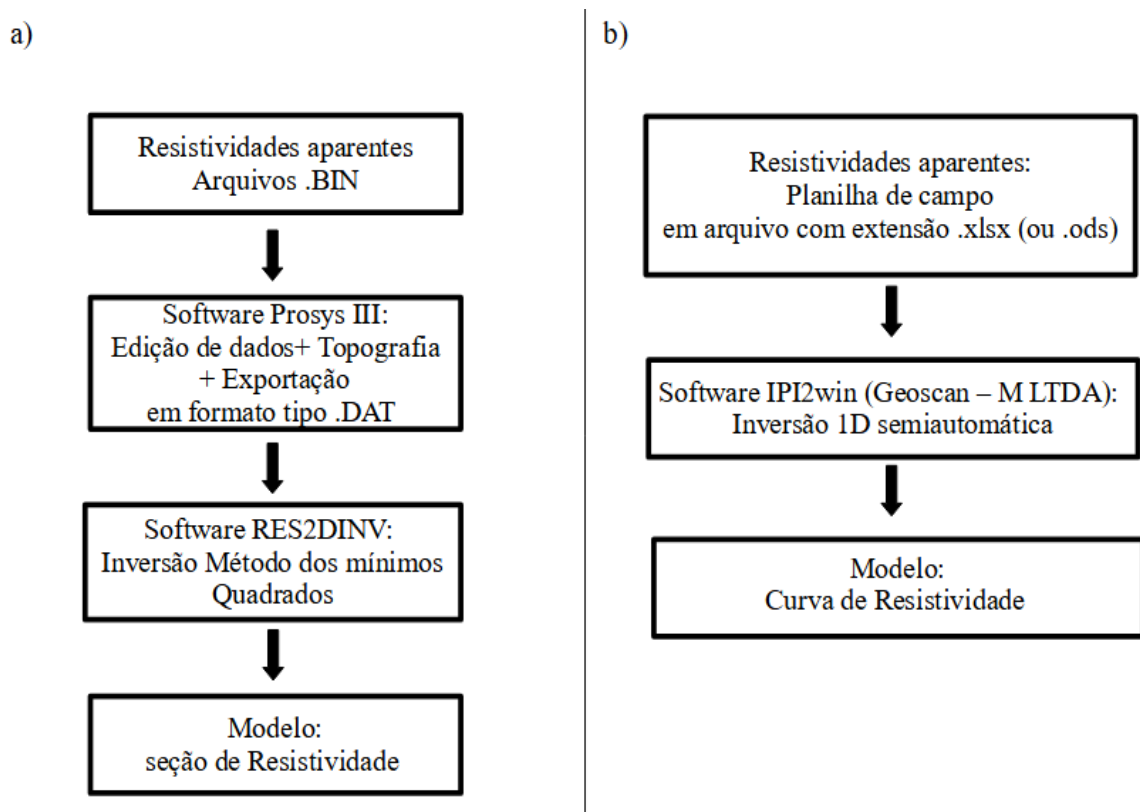 a)
Resistividades aparentes
Arquivos .BIN
Software Prosys III:
Edição de dados+ Topografia
+ Exportação
em formato tipo .DAT
Software RES2DINV:
Inversão Método dos mínimos
Quadrados
Modelo:
seção de Resistividade
b)
Resistividades aparentes:
Planilha de campo
em arquivo com extensão .xlsx (ou .ods)
Software IPI2win (Geoscan – M LTDA):
Inversão 1D semiautomática
Modelo:
Curva de Resistividade